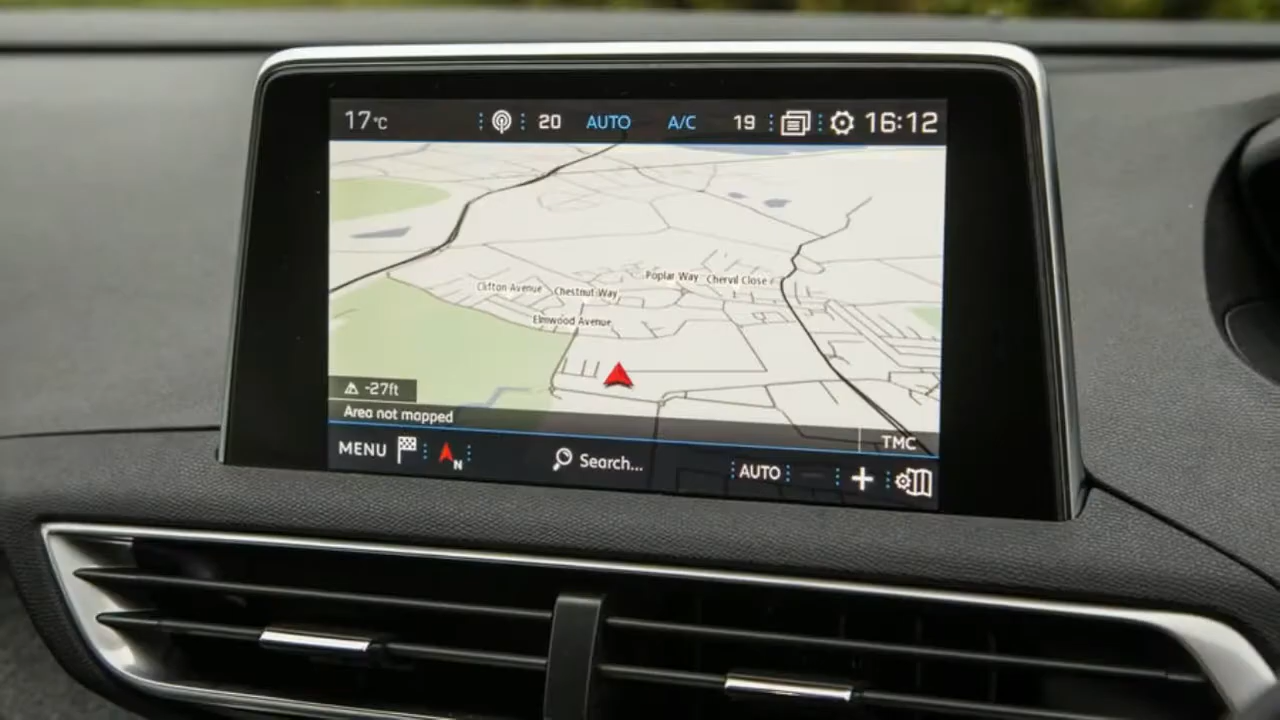 17°C 20 AUTO A/C 19 16:12
Poplar Way Chervil Close
Clifton Avenue Chestnut Way
Elmwood Avenue
-27ft
Area not mapped
TMC
MENU N Search... AUTO +